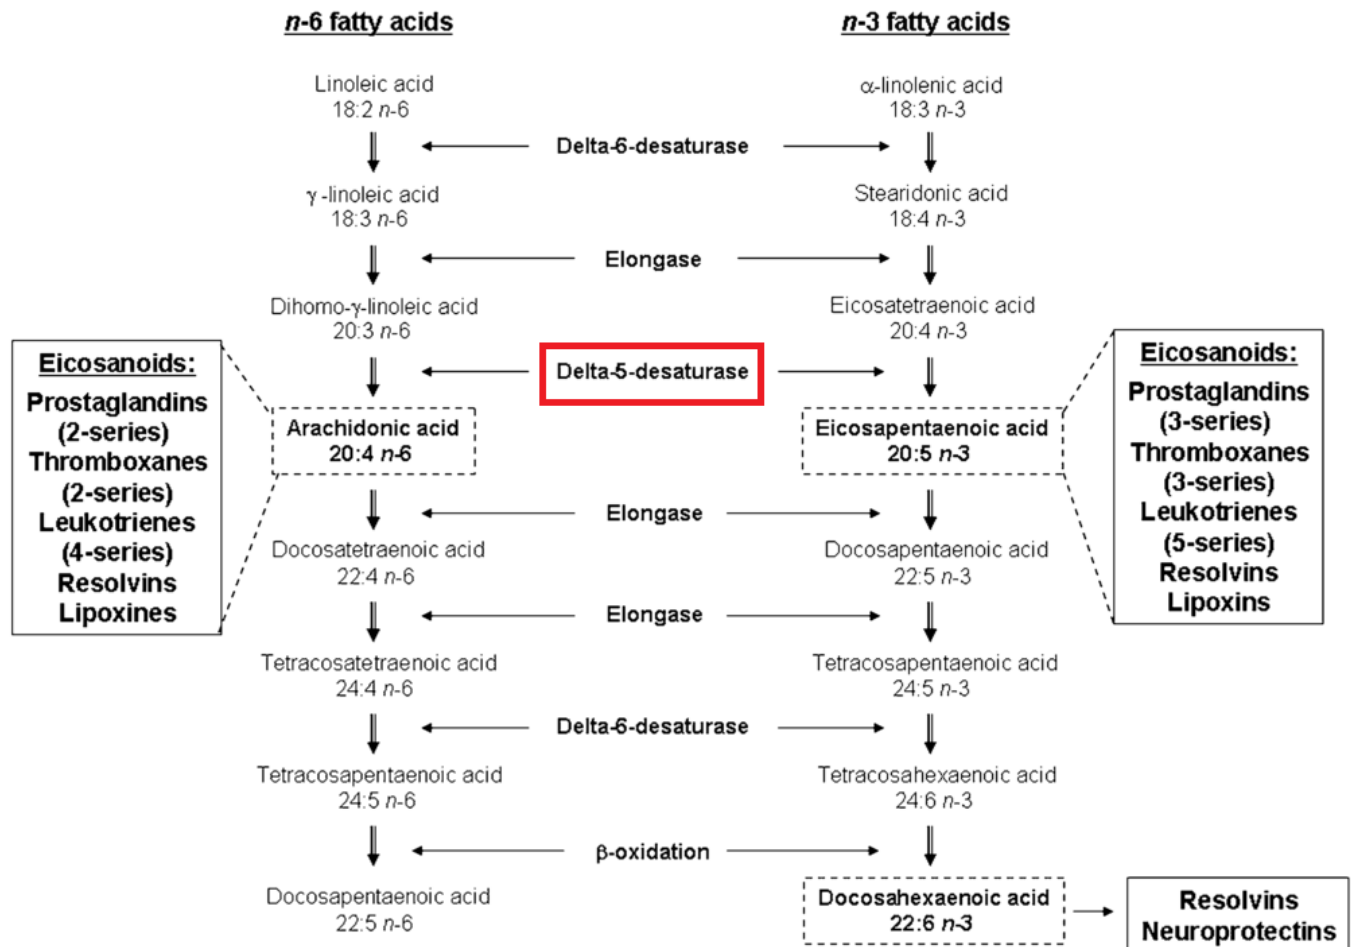 n-6 fatty acids
n-3 fatty acids
Linoleic acid
18:2 n-6
α-linolenic acid
18:3 n-3
Delta-6-desaturase
γ-linoleic acid
18:3 n-6
Stearidonic acid
18:4 n-3
Elongase
Dihomo-γ-linoleic acid
20:3 n-6
Eicosatetraenoic acid
20:4 n-3
Delta-5-desaturase
Eicosanoids:
Prostaglandins
(2-series)
Thromboxanes
(2-series)
Leukotrienes
(4-series)
Resolvins
Lipoxines
Arachidonic acid
20:4 n-6
Eicosapentaenoic acid
20:5 n-3
Eicosanoids:
Prostaglandins
(3-series)
Thromboxanes
(3-series)
Leukotrienes
(5-series)
Resolvins
Lipoxins
Elongase
Docosatetraenoic acid
22:4 n-6
Docosapentaenoic acid
22:5 n-3
Elongase
Tetracosatetraenoic acid
24:4 n-6
Tetracosapentaenoic acid
24:5 n-3
Delta-6-desaturase
Tetracosapentaenoic acid
24:5 n-6
Tetracosahexaenoic acid
24:6 n-3
β-oxidation
Docosapentaenoic acid
22:5 n-6
Docosahexaenoic acid
22:6 n-3
Resolvins
Neuroprotectins